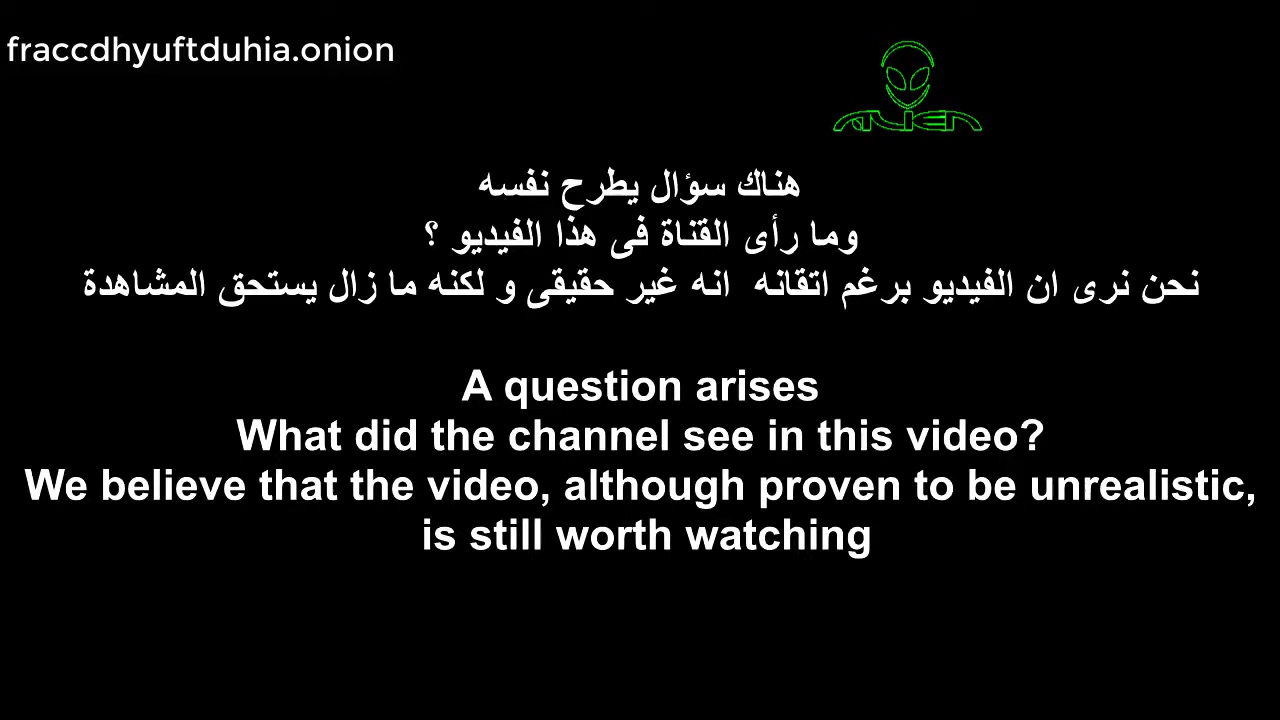 fraccdhyuftduhia.onion
ALIEN
هناك سؤال يطرح نفسه
وما رأى القناة فى هذا الفيديو ؟
نحن نرى ان الفيديو برغم اتقانه انه غير حقيقى و لكنه ما زال يستحق المشاهدة
A question arises
What did the channel see in this video?
We believe that the video, although proven to be unrealistic,
is still worth watching